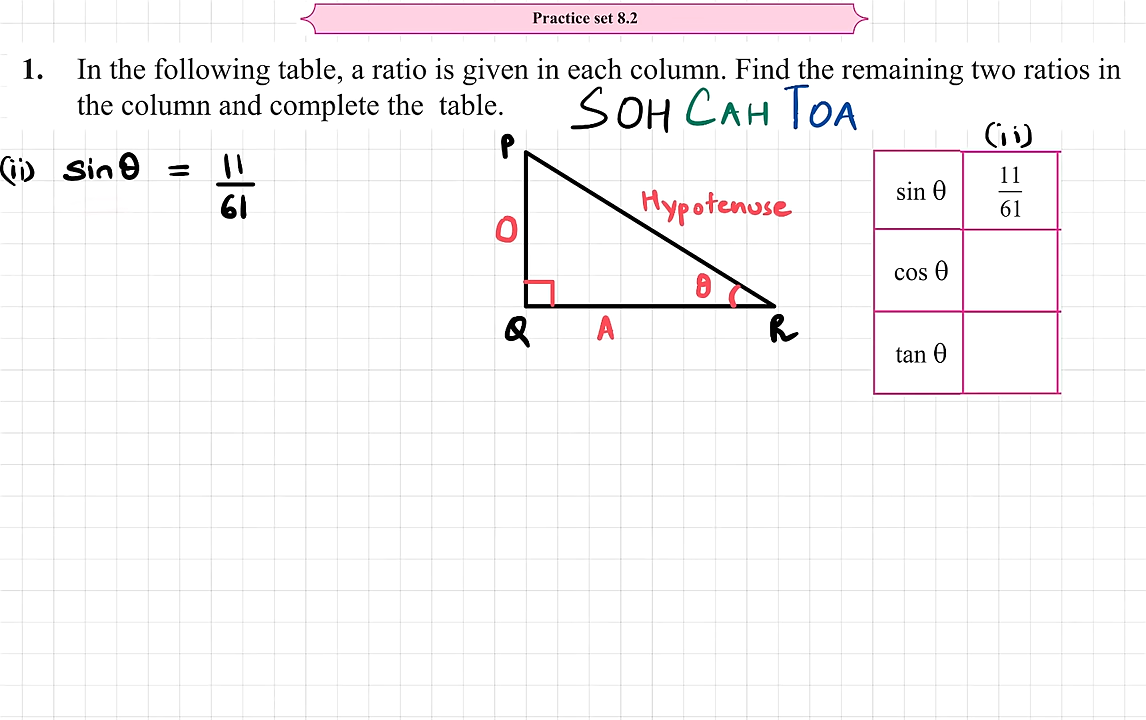 Practice set 8.2
1. In the following table, a ratio is given in each column. Find the remaining two ratios in
the column and complete the table.
SOH CAH TOA
(ii) sinθ = 11/61
P
O
Hypotenuse
θ
Q
A
R
(ii)
sin θ 11/61
cos θ
tan θ